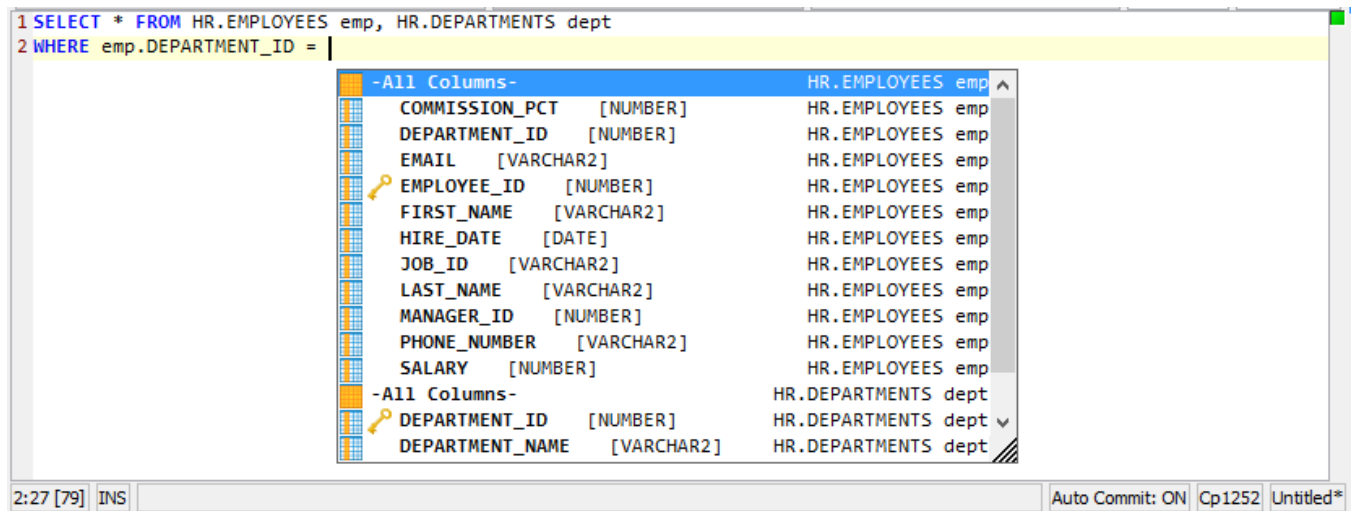 1 SELECT * FROM HR.EMPLOYEES emp, HR.DEPARTMENTS dept
2 WHERE emp.DEPARTMENT_ID =
-All Columns- HR.EMPLOYEES emp
COMMISSION_PCT [NUMBER] HR.EMPLOYEES emp
DEPARTMENT_ID [NUMBER] HR.EMPLOYEES emp
EMAIL [VARCHAR2] HR.EMPLOYEES emp
EMPLOYEE_ID [NUMBER] HR.EMPLOYEES emp
FIRST_NAME [VARCHAR2] HR.EMPLOYEES emp
HIRE_DATE [DATE] HR.EMPLOYEES emp
JOB_ID [VARCHAR2] HR.EMPLOYEES emp
LAST_NAME [VARCHAR2] HR.EMPLOYEES emp
MANAGER_ID [NUMBER] HR.EMPLOYEES emp
PHONE_NUMBER [VARCHAR2] HR.EMPLOYEES emp
SALARY [NUMBER] HR.EMPLOYEES emp
-All Columns- HR.DEPARTMENTS dept
DEPARTMENT_ID [NUMBER] HR.DEPARTMENTS dept
DEPARTMENT_NAME [VARCHAR2] HR.DEPARTMENTS dept
2:27 [79] INS Auto Commit: ON Cp1252 Untitled*